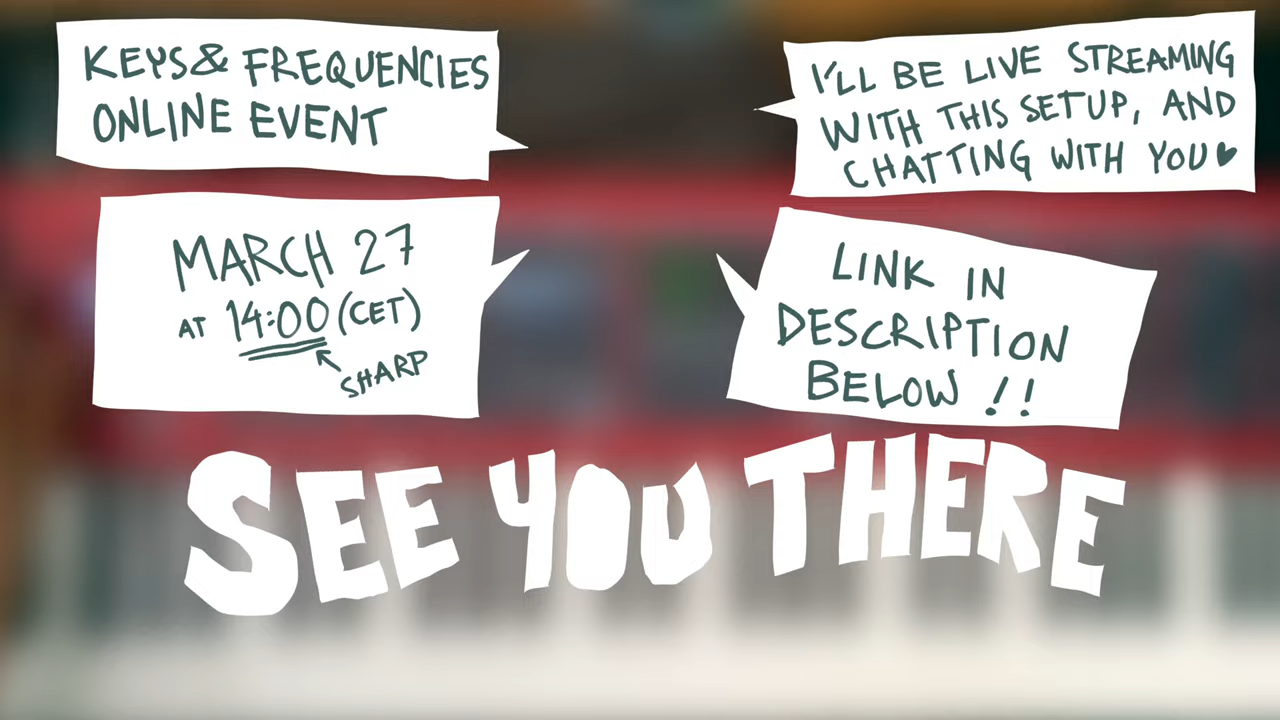 KEYS & FREQUENCIES
ONLINE EVENT
MARCH 27
AT 14:00 (CET)
SHARP
I'LL BE LIVE STREAMING
WITH THIS SETUP, AND
CHATTING WITH YOU ♥
LINK IN
DESCRIPTION
BELOW !!
SEE YOU THERE